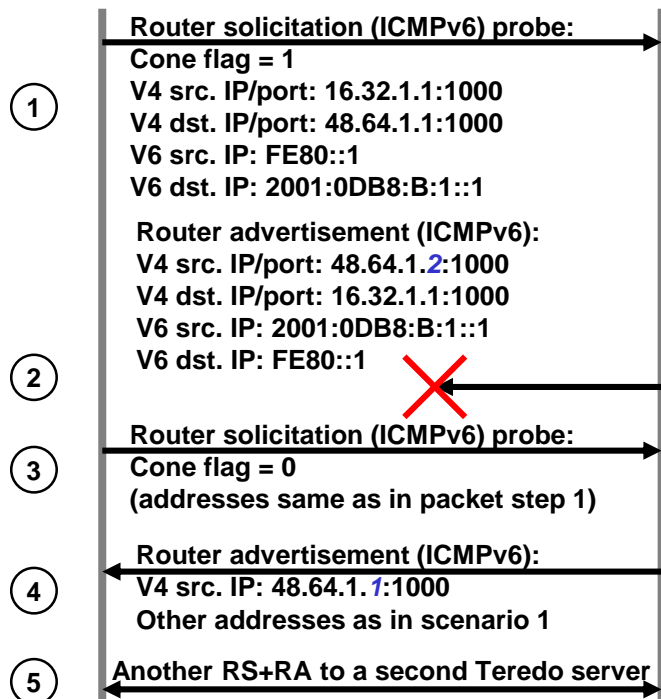 Router solicitation (ICMPv6) probe:
Cone flag = 1
1
V4 src. IP/port: 16.32.1.1:1000
V4 dst. IP/port: 48.64.1.1:1000
V6 src. IP: FE80::1
V6 dst. IP: 2001:0DB8:B:1::1
Router advertisement (ICMPv6):
V4 src. IP/port: 48.64.1.2:1000
V4 dst. IP/port: 16.32.1.1:1000
V6 src. IP: 2001:0DB8:B:1::1
V6 dst. IP: FE80::1
2
Router solicitation (ICMPv6) probe:
3
Cone flag = 0
(addresses same as in packet step 1)
Router advertisement (ICMPv6):
4
V4 src. IP: 48.64.1.1:1000
Other addresses as in scenario 1
5
Another RS+RA to a second Teredo server